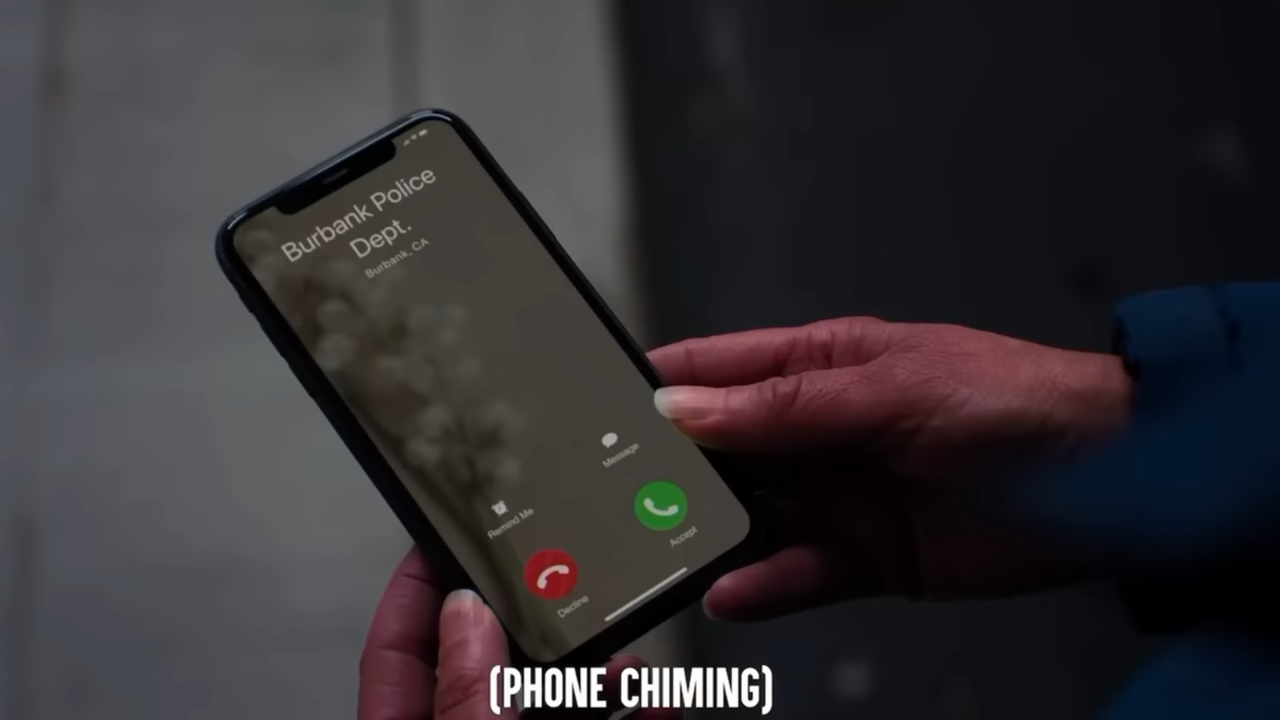 Burbank Police
Dept.
Burbank, CA
Message
Remind Me
Accept
Decline
(PHONE CHIMING)